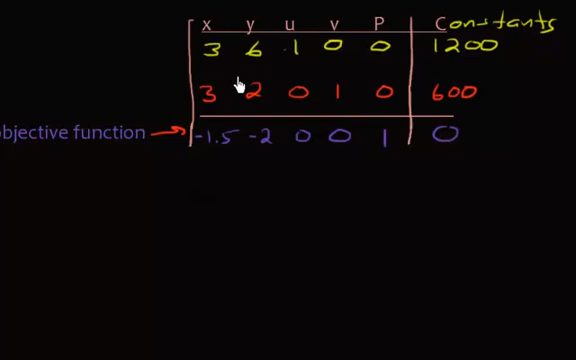 x y u v P Constants
3 6 1 0 0 1200
3 2 0 1 0 600
bjective function -1.5 -2 0 0 1 0